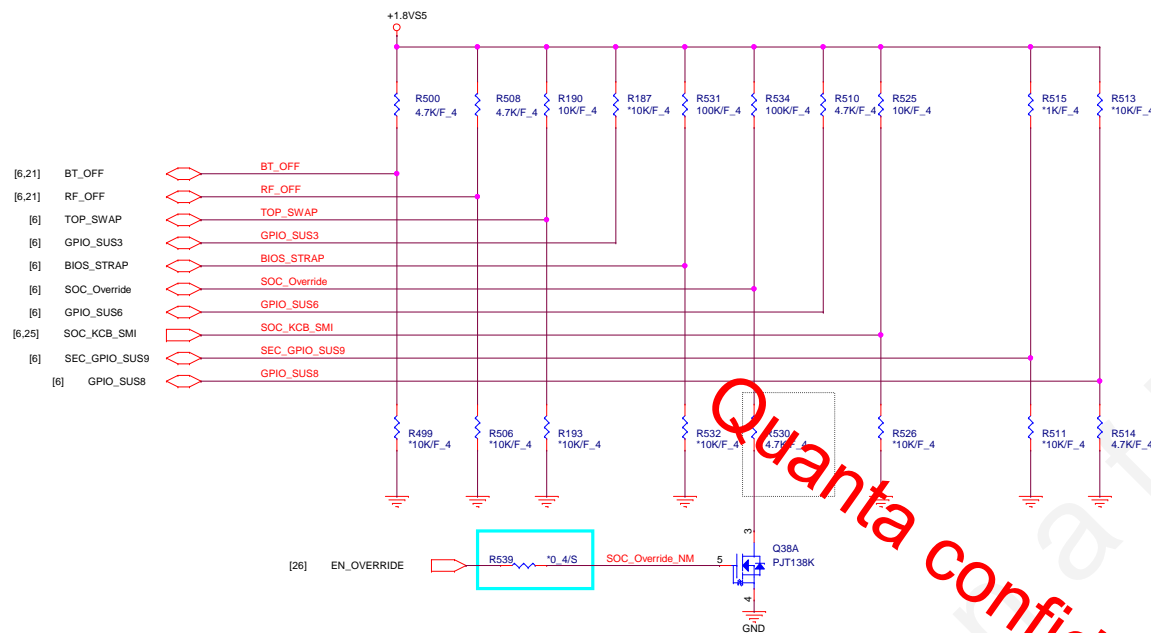 +1.8VS5
R500 4.7K/F_4
R508 4.7K/F_4
R190 10K/F_4
R187 *10K/F_4
R531 100K/F_4
R534 100K/F_4
R510 4.7K/F_4
R525 10K/F_4
R515 *1K/F_4
R513 *10K/F_4
[6,21] BT_OFF BT_OFF
[6,21] RF_OFF RF_OFF
[6] TOP_SWAP TOP_SWAP
[6] GPIO_SUS3 GPIO_SUS3
[6] BIOS_STRAP BIOS_STRAP
[6] SOC_Override SOC_Override
[6] GPIO_SUS6 GPIO_SUS6
[6,25] SOC_KCB_SMI SOC_KCB_SMI
[6] SEC_GPIO_SUS9 SEC_GPIO_SUS9
[6] GPIO_SUS8 GPIO_SUS8
R499 *10K/F_4
R506 *10K/F_4
R193 *10K/F_4
R532 *10K/F_4
R530 4.7K/F_4
R526 *10K/F_4
R511 *10K/F_4
R514 4.7K/F_4
[26] EN_OVERRIDE R539 *0_4/S SOC_Override_NM 5
3
Q38A
PJT138K
4
GND
Quanta confi